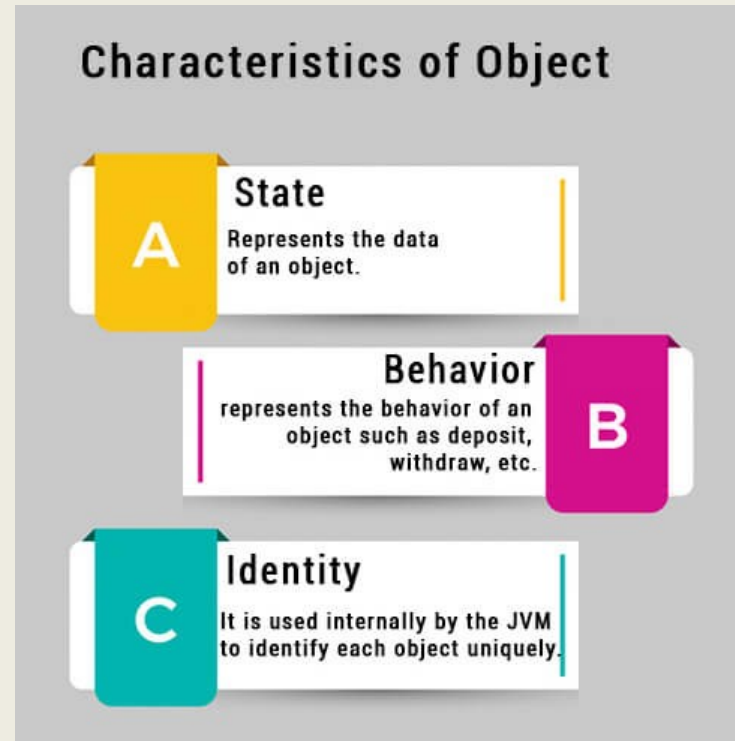 Characteristics of Object
A
State
Represents the data
of an object.
Behavior
represents the behavior of an
object such as deposit,
withdraw, etc.
B
C
Identity
It is used internally by the JVM
to identify each object uniquely.